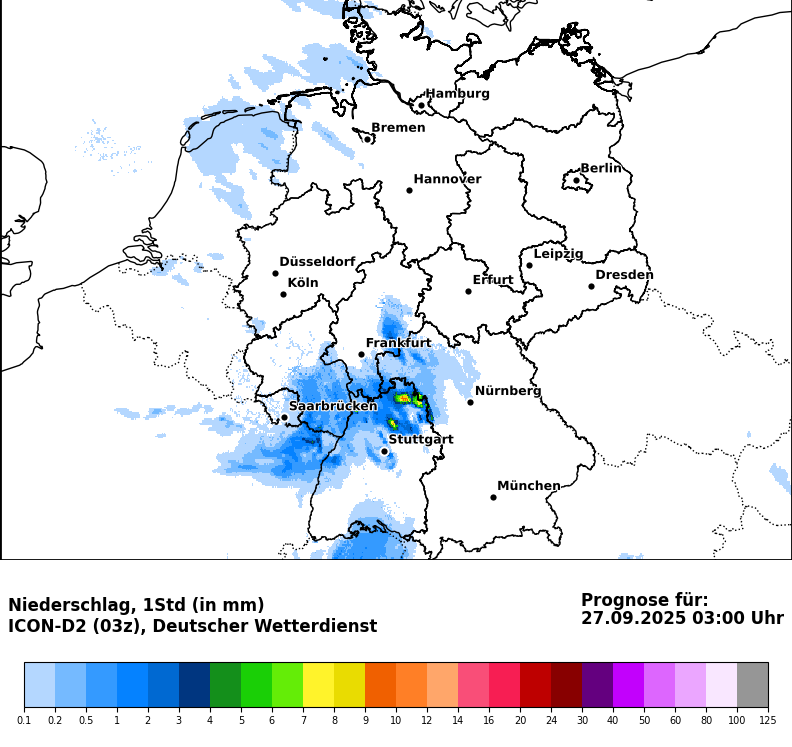 Hamburg
Bremen
Berlin
Hannover
Leipzig
Düsseldorf
Dresden
Köln
Erfurt
Frankfurt
Nürnberg
Saarbrücken
Stuttgart
München
Niederschlag, 1Std (in mm)
ICON-D2 (03z), Deutscher Wetterdienst
Prognose für:
27.09.2025 03:00 Uhr
0.1 0.2 0.5 1 2 3 4 5 6 7 8 9 10 12 14 16 20 24 30 40 50 60 80 100 125